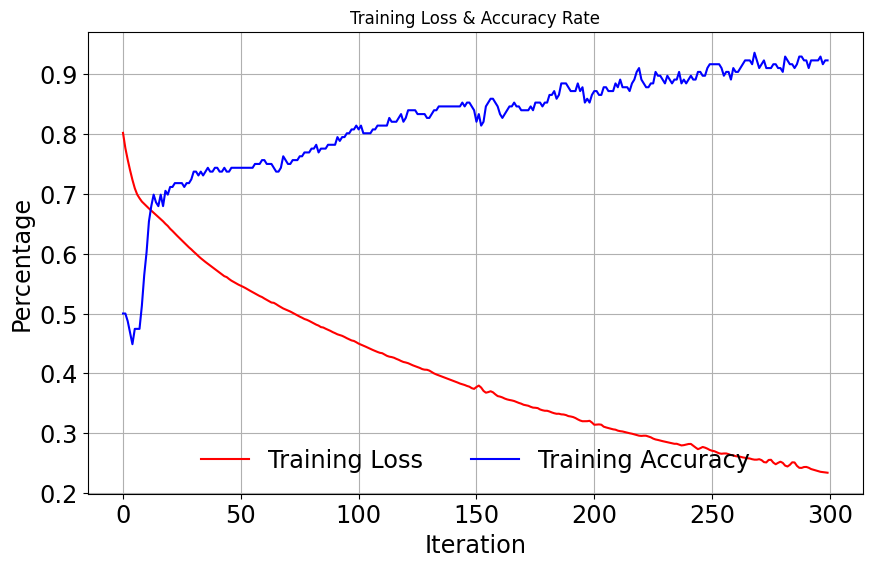 Training Loss & Accuracy Rate
Percentage
0.9
0.8
0.7
0.6
0.5
0.4
0.3
0.2
Training Loss Training Accuracy
0 50 100 150 200 250 300
Iteration